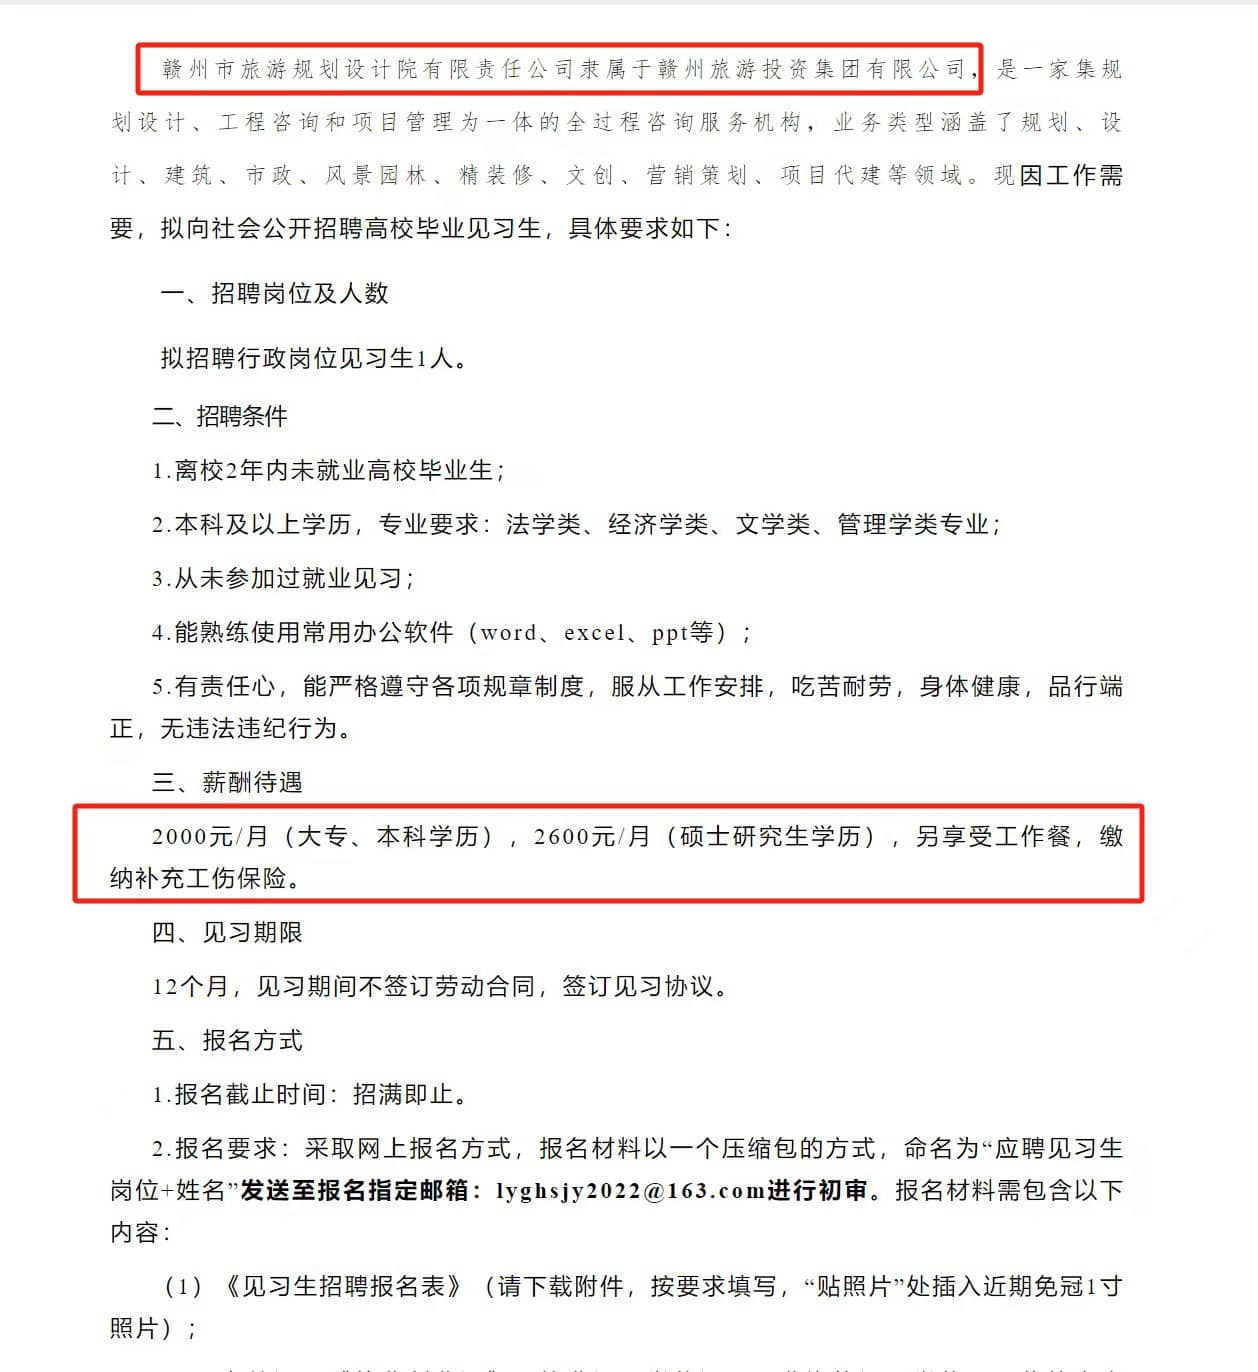 赣州市旅游规划设计院有限责任公司隶属于赣州旅游投资集团有限公司，是一家集规
划设计、工程咨询和项目管理为一体的全过程咨询服务机构，业务类型涵盖了规划、设
计、建筑、市政、风景园林、精装修、文创、营销策划、项目代建等领域。现因工作需
要，拟向社会公开招聘高校毕业见习生，具体要求如下：
一、招聘岗位及人数
拟招聘行政岗位见习生1人。
二、招聘条件
1.离校2年内未就业高校毕业生；
2.本科及以上学历，专业要求：法学类、经济学类、文学类、管理学类专业；
3.从未参加过就业见习；
4.能熟练使用常用办公软件（word、excel、ppt等）；
5.有责任心，能严格遵守各项规章制度，服从工作安排，吃苦耐劳，身体健康，品行端
正，无违法违纪行为。
三、薪酬待遇
2000元/月（大专、本科学历），2600元/月（硕士研究生学历），另享受工作餐，缴
纳补充工伤保险。
四、见习期限
12个月，见习期间不签订劳动合同，签订见习协议。
五、报名方式
1.报名截止时间：招满即止。
2.报名要求：采取网上报名方式，报名材料以一个压缩包的方式，命名为“应聘见习生
岗位+姓名”发送至报名指定邮箱：lyghsjy2022@163.com进行初审。报名材料需包含以下
内容：
（1）《见习生招聘报名表》（请下载附件，按要求填写，“贴照片”处插入近期免冠1寸
照片）；